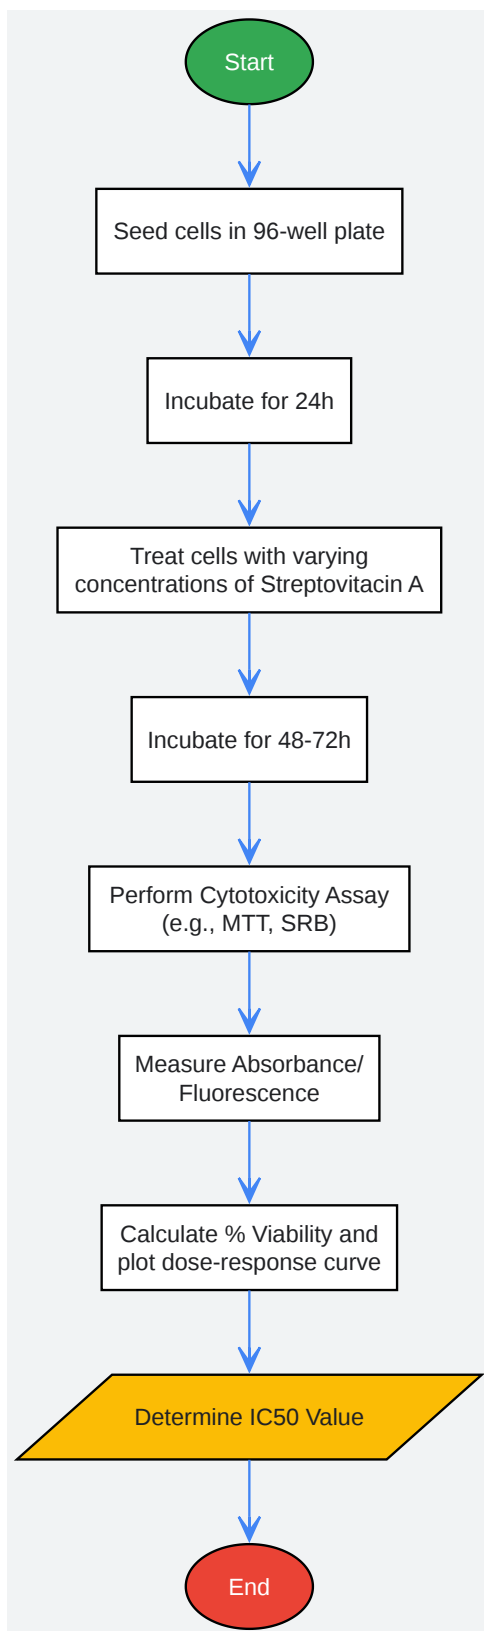 Start
Seed cells in 96-well plate
Incubate for 24h
Treat cells with varying
concentrations of Streptovitacin A
Incubate for 48-72h
Perform Cytotoxicity Assay
(e.g., MTT, SRB)
Measure Absorbance/
Fluorescence
Calculate % Viability and
plot dose-response curve
Determine IC50 Value
End